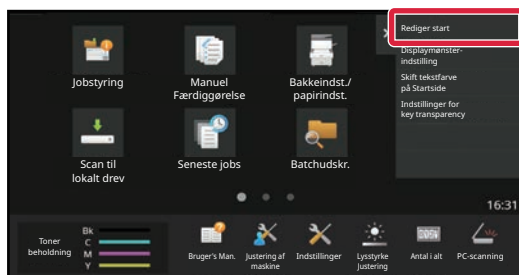 Rediger start
Displaymønster-
indstilling
Skift tekstfarve
på Startside
Indstillinger for
key transparency
Jobstyring
Manuel
Færdiggørelse
Bakkeindst./
papirindst.
Scan til
lokalt drev
Seneste jobs
Batchudskr.
16:31
Toner
beholdning
Bk
C
M
Y
Bruger's Man.
Justering af
maskine
Indstillinger
Lysstyrke
Justering
Antal i alt
PC-scanning